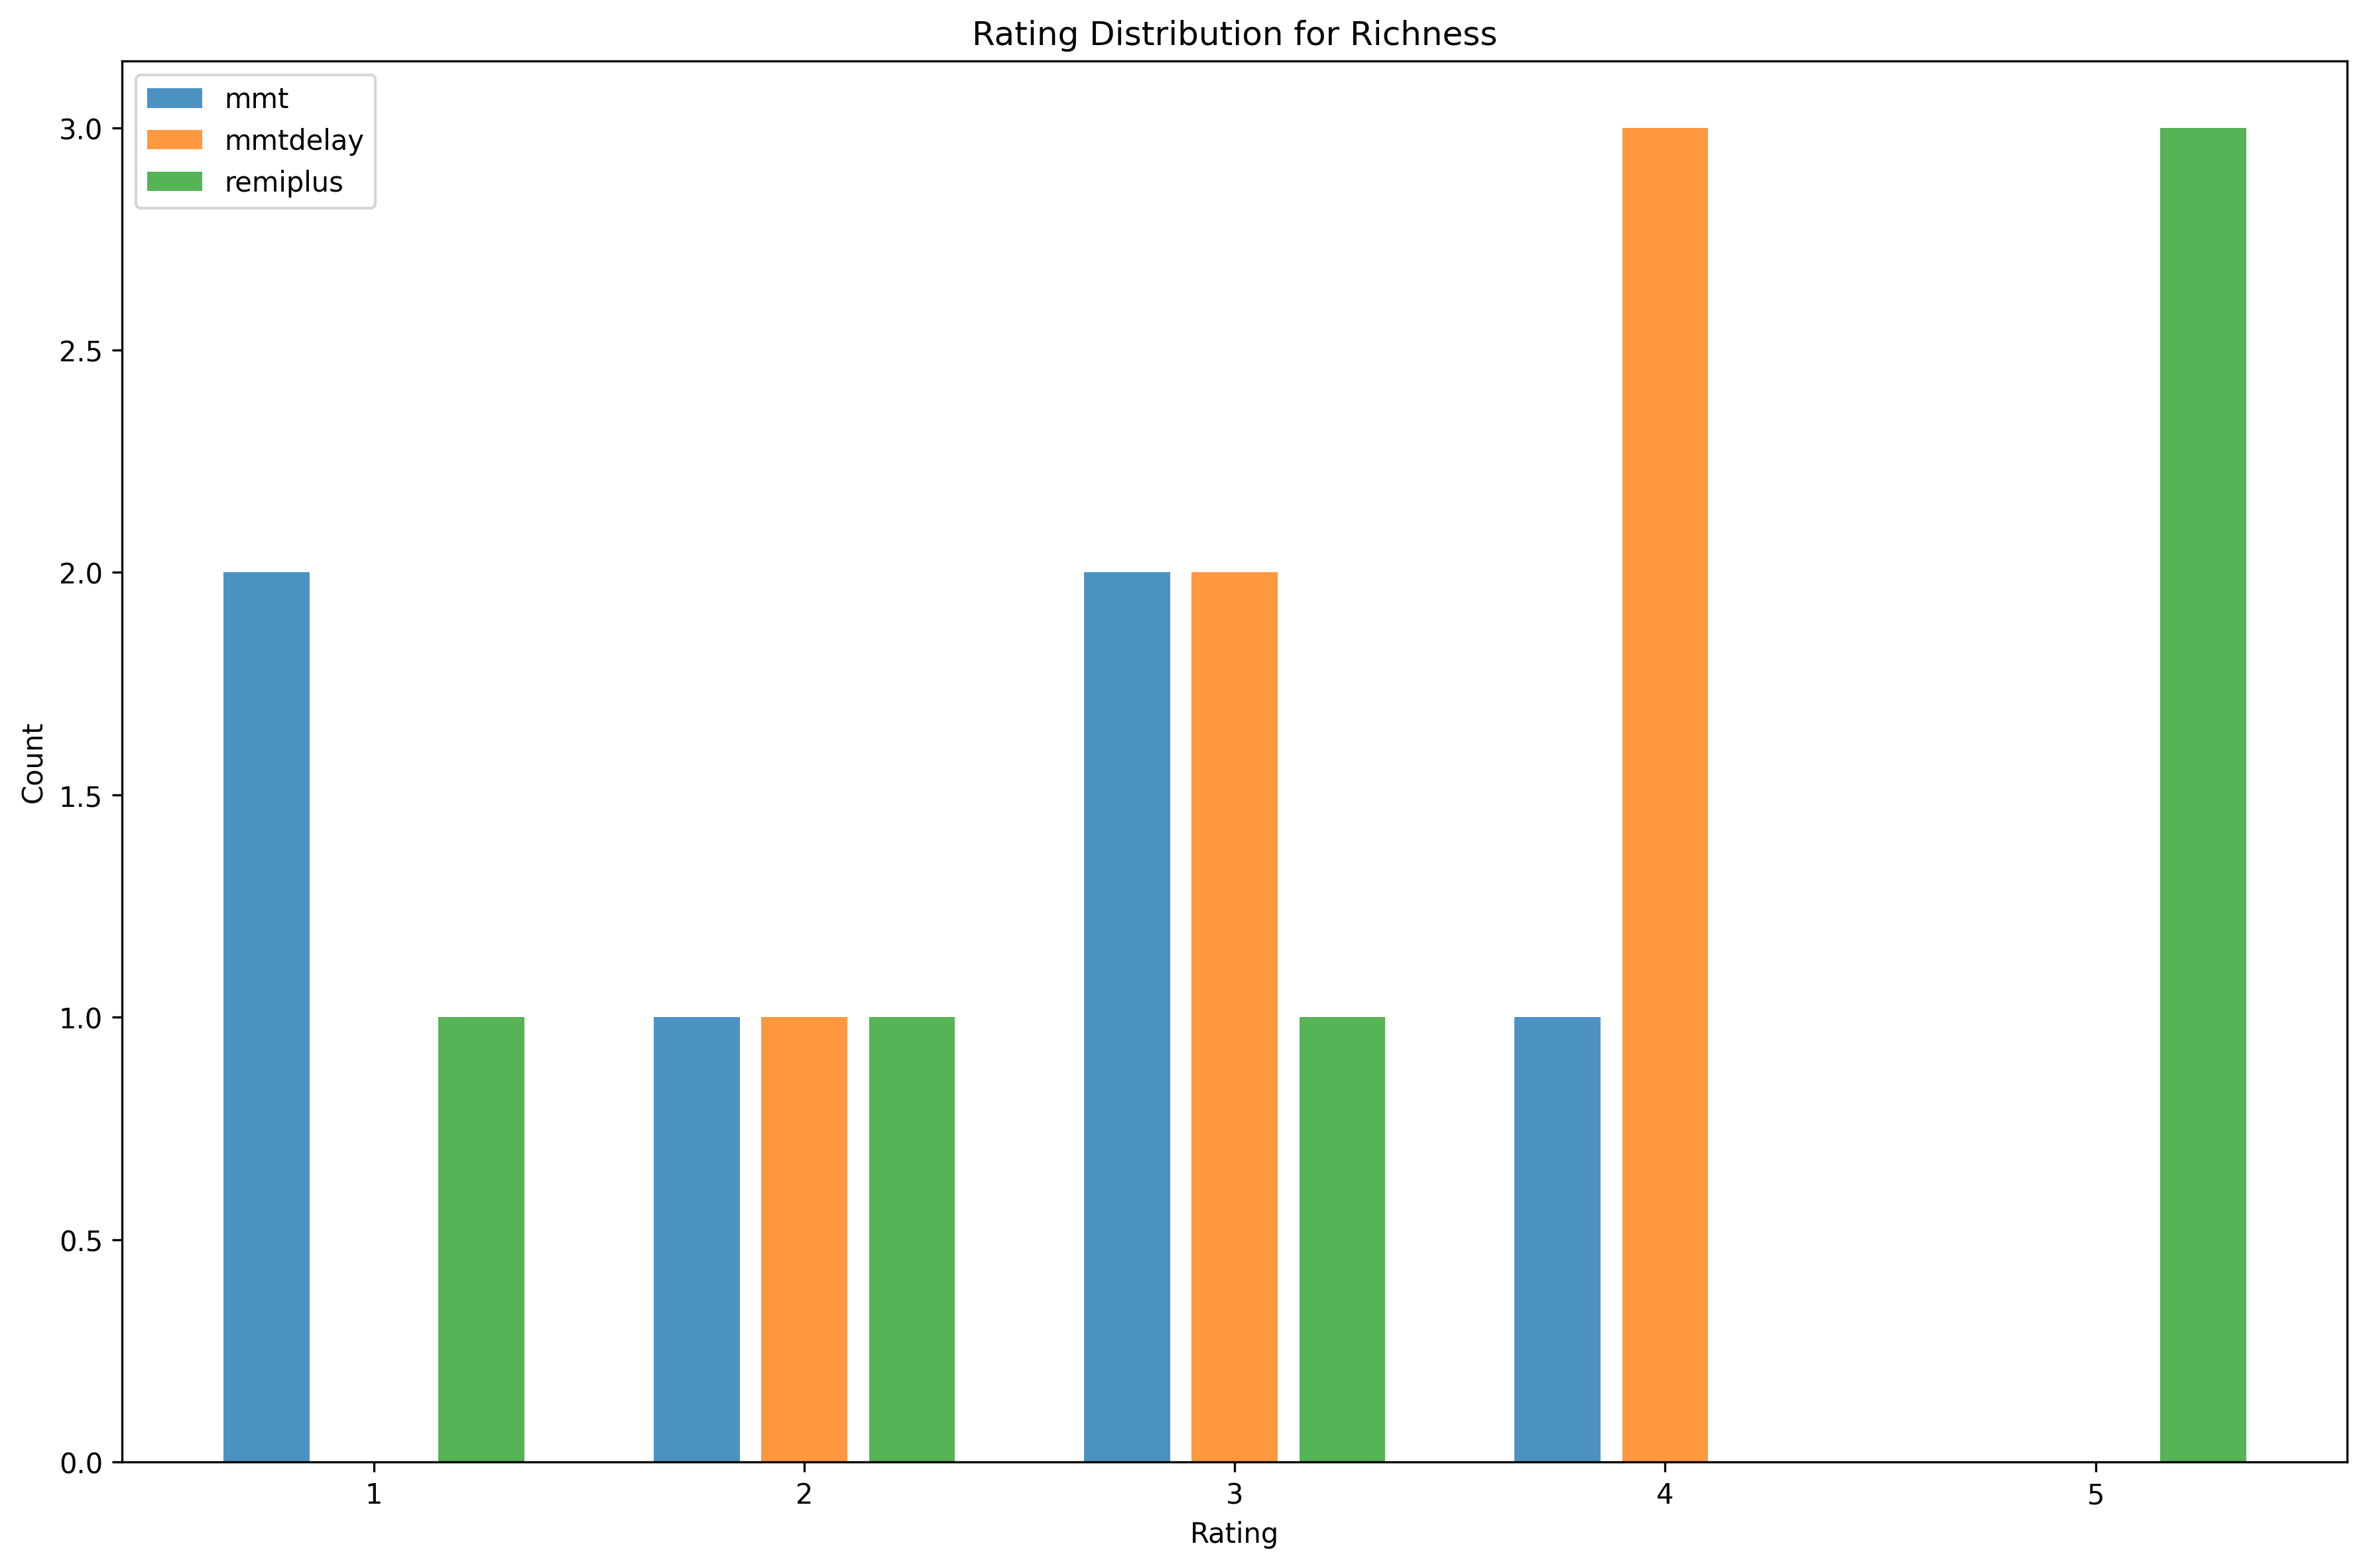 Rating Distribution for Richness
mmt
mmtdelay
remiplus
3.0
2.5
2.0
1.5
1.0
0.5
0.0
Count
1 2 3 4 5
Rating